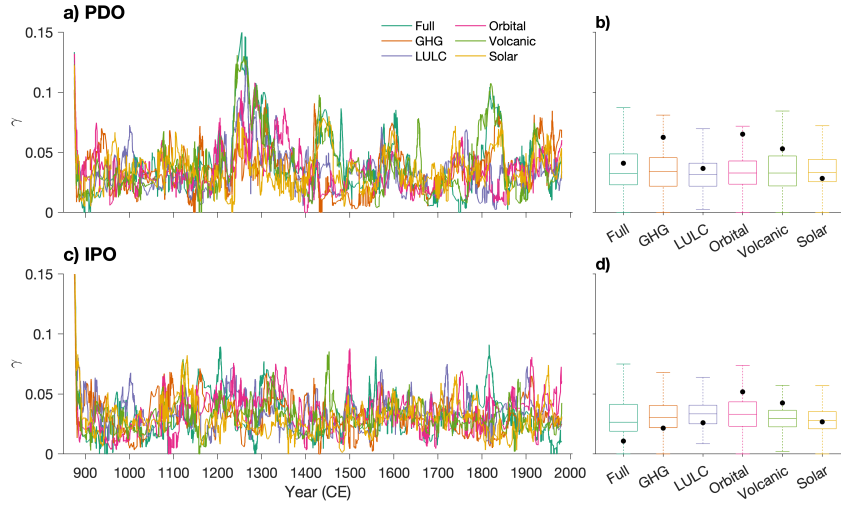 a) PDO
b)
Full
GHG
LULC
Orbital
Volcanic
Solar
0.15
0.1
0.05
0
γ
Full
GHG
LULC
Orbital
Volcanic
Solar
c) IPO
d)
0.15
0.1
0.05
0
γ
900 1000 1100 1200 1300 1400 1500 1600 1700 1800 1900 2000
Year (CE)
Full
GHG
LULC
Orbital
Volcanic
Solar